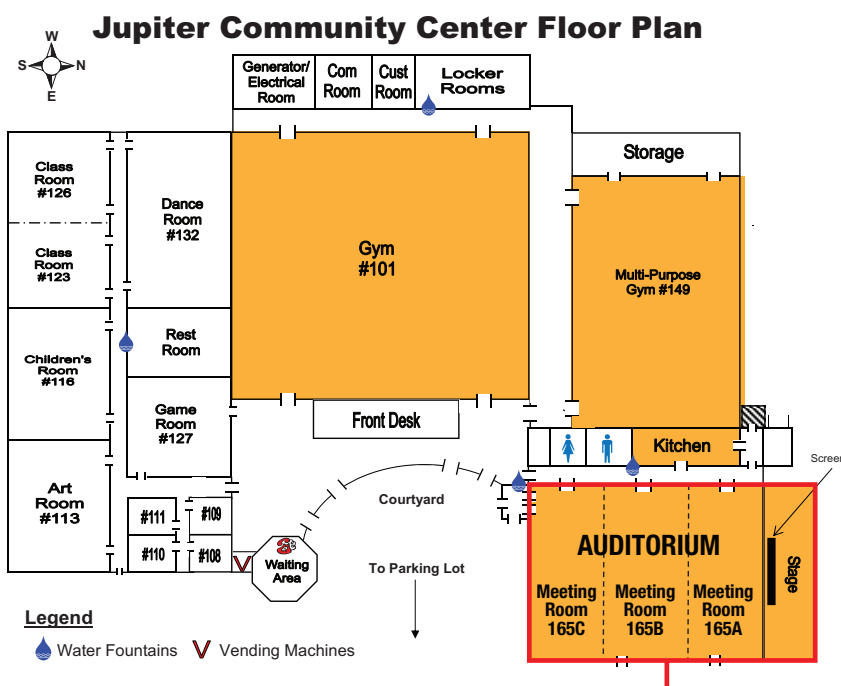 Jupiter Community Center Floor Plan
W
S
N
E
Generator/
Electrical
Room
Com
Room
Cust
Room
Locker
Rooms
Class
Room
#126
Class
Room
#123
Dance
Room
#132
Gym
#101
Storage
Multi-Purpose
Gym #149
Rest
Room
Children's
Room
#116
Game
Room
#127
Front Desk
Kitchen
Screen
Art
Room
#113
#111
#109
#110
#108
Courtyard
Waiting
Area
V
To Parking Lot
AUDITORIUM
Meeting
Room
165C
Meeting
Room
165B
Meeting
Room
165A
Stage
Legend
Water Fountains
V Vending Machines